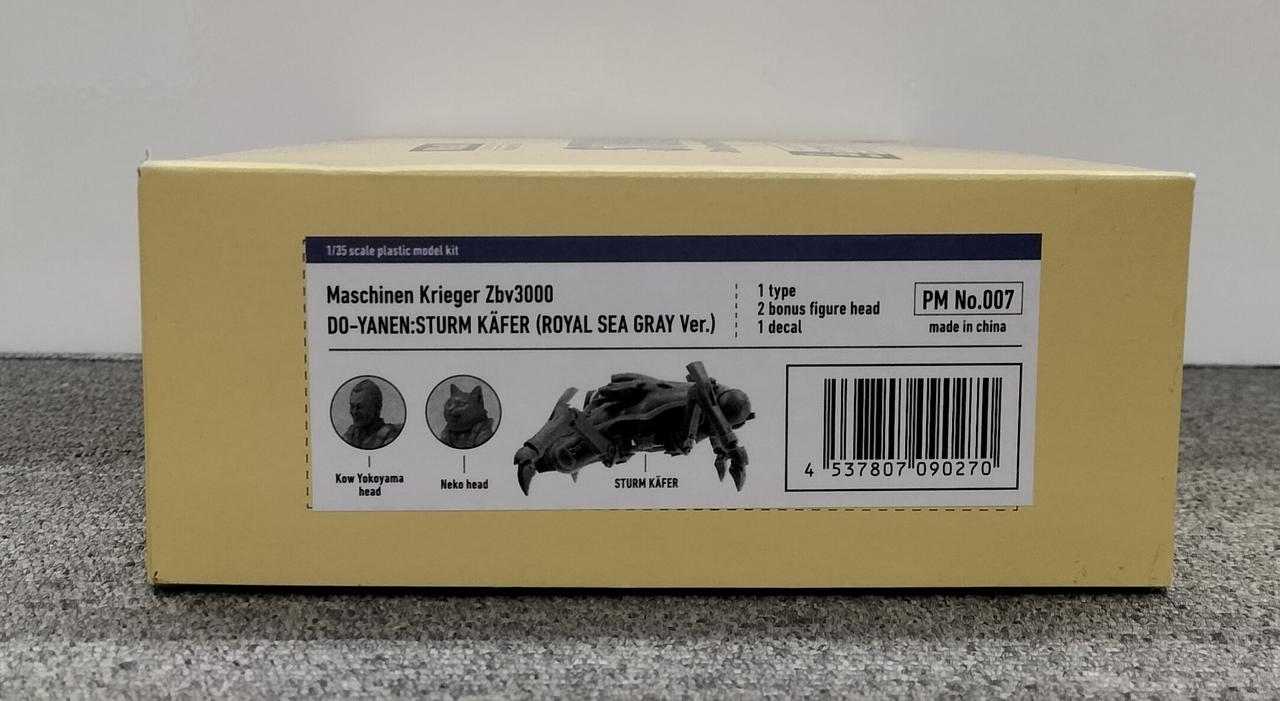 1/35 scale plastic model kit
Maschinen Krieger Zbv3000
DO-YANEN:STURM KÄFER (ROYAL SEA GRAY Ver.)
1 type
2 bonus figure head
1 decal
PM No.007
made in china
Kow Yokoyama
head
Neko head
STURM KÄFER
4 537807 090270